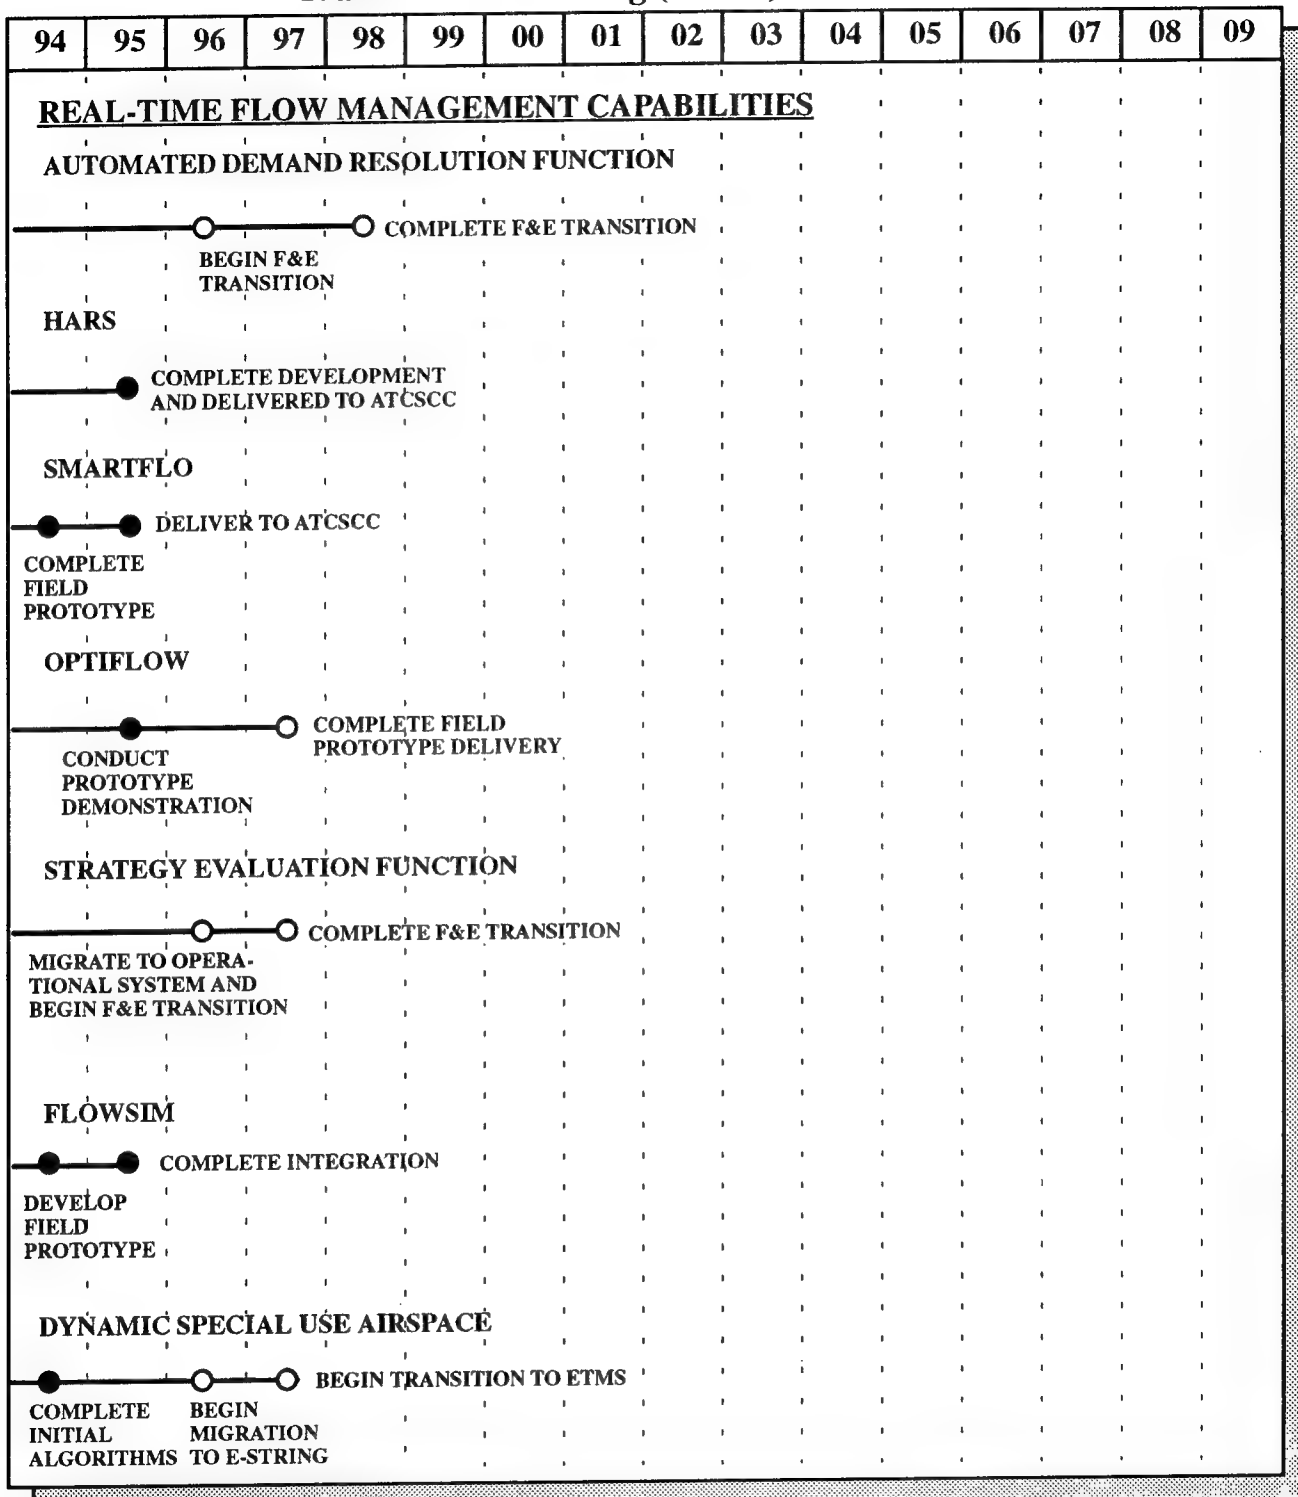 94 95 96 97 98 99 00 01 02 03 04 05 06 07 08 09
REAL-TIME FLOW MANAGEMENT CAPABILITIES
AUTOMATED DEMAND RESOLUTION FUNCTION
COMPLETE F&E TRANSITION
BEGIN F&E
TRANSITION
HARS
COMPLETE DEVELOPMENT
AND DELIVERED TO ATCSCC
SMARTFLO
DELIVER TO ATCSCC
COMPLETE
FIELD
PROTOTYPE
OPTIFLOW
COMPLETE FIELD
PROTOTYPE DELIVERY
CONDUCT
PROTOTYPE
DEMONSTRATION
STRATEGY EVALUATION FUNCTION
COMPLETE F&E TRANSITION
MIGRATE TO OPERA-
TIONAL SYSTEM AND
BEGIN F&E TRANSITION
FLOWSIM
COMPLETE INTEGRATION
DEVELOP
FIELD
PROTOTYPE
DYNAMIC SPECIAL USE AIRSPACE
BEGIN TRANSITION TO ETMS
COMPLETE
INITIAL
ALGORITHMS
BEGIN
MIGRATION
TO E-STRING